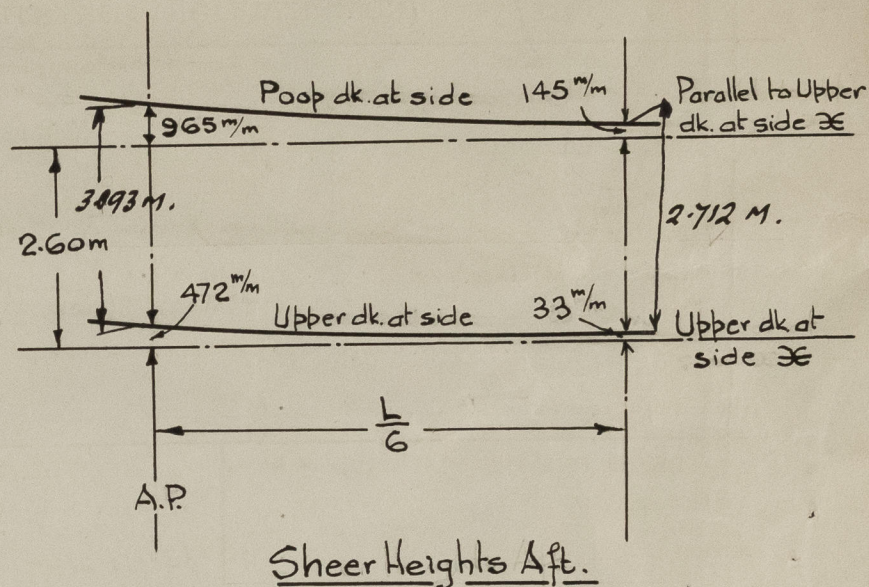 Poop dk. at side
145 m/m
Parallel to Upper
dk. at side
965 m/m
3.093 M.
2.60m
2.712 M.
472 m/m
Upper dk. at side
33 m/m
Upper dk. at
side
L
6
A.P.
Sheer Heights Aft.